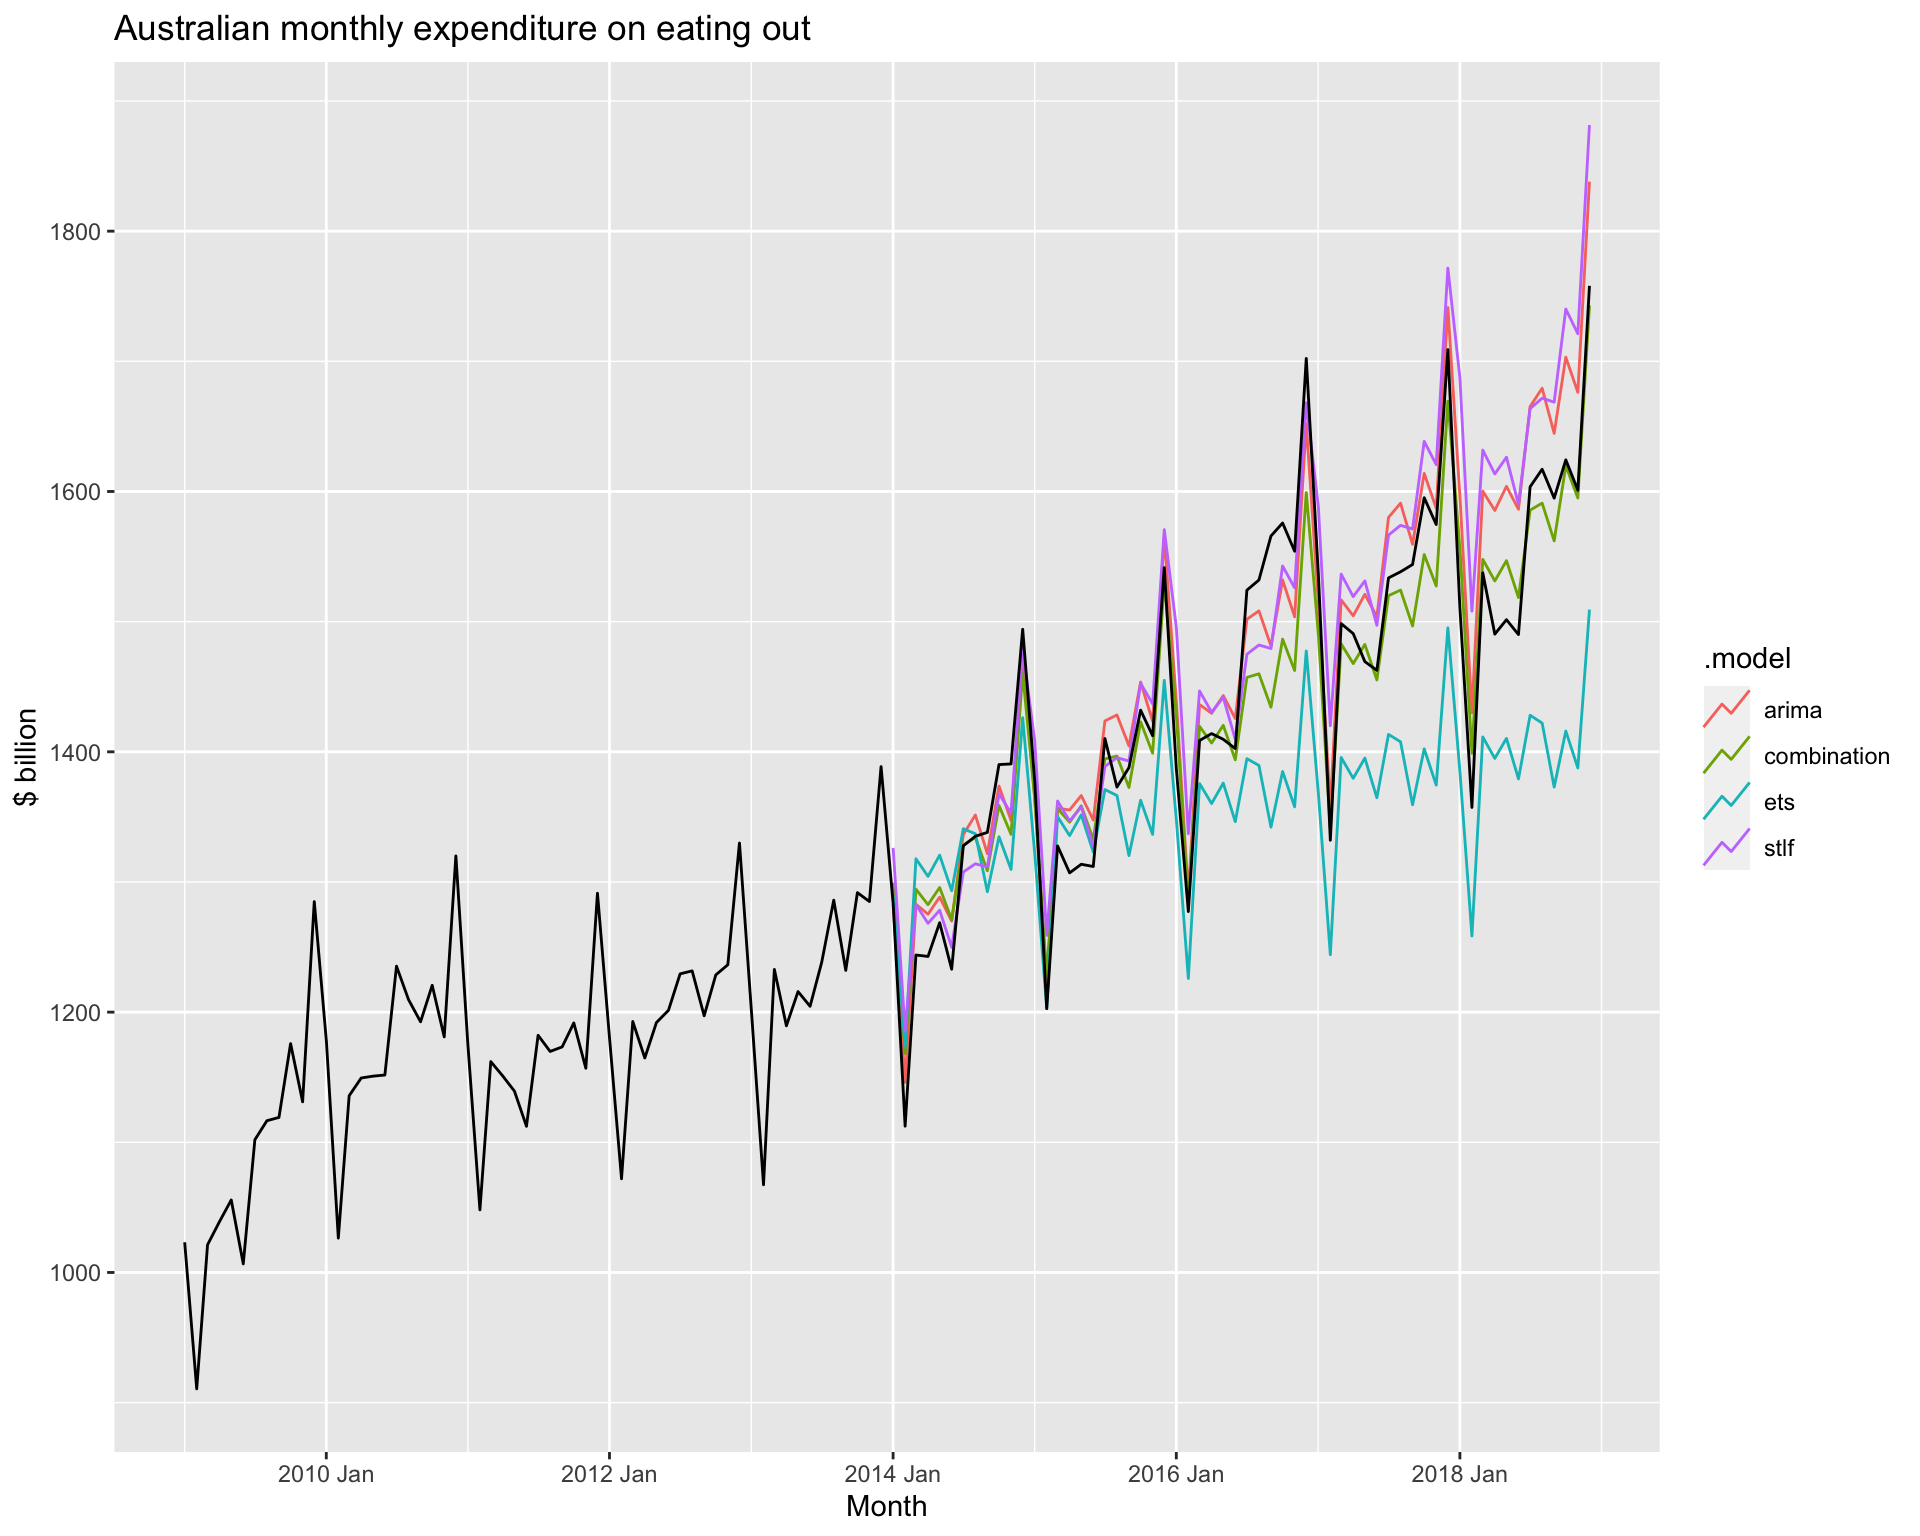 Australian monthly expenditure on eating out
$ billion
1800
1600
1400
1200
1000
2010 Jan
2012 Jan
2014 Jan
2016 Jan
2018 Jan
Month
.model
arima
combination
ets
stlf